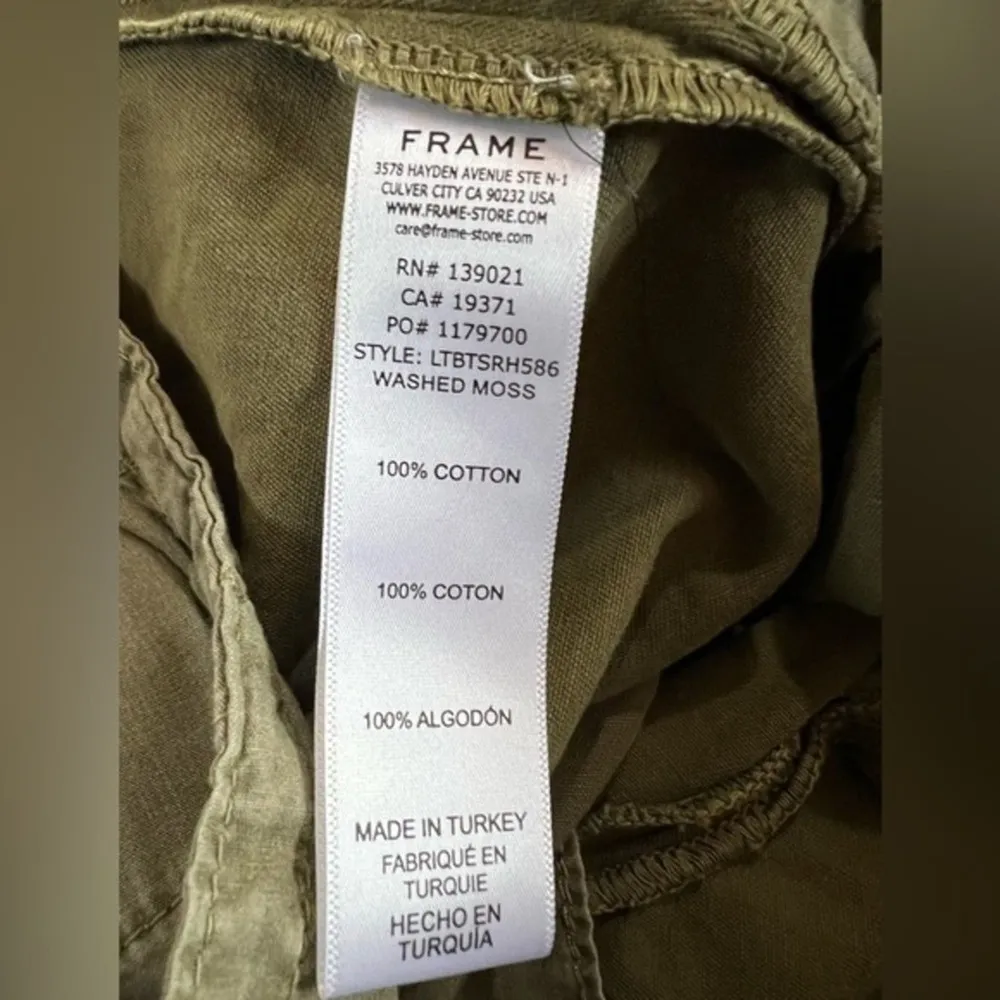 FRAME
3578 HAYDEN AVENUE STE N-1
CULVER CITY CA 90232 USA
WWW.FRAME-STORE.COM
care@frame-store.com
RN# 139021
CA# 19371
PO# 1179700
STYLE: LTBTSRH586
WASHED MOSS
100% COTTON
100% COTON
100% ALGODÓN
MADE IN TURKEY
FABRIQUÉ EN
TURQUIE
HECHO EN
TURQUÍA